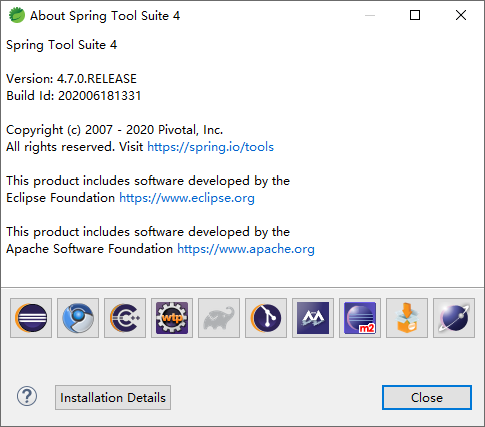 About Spring Tool Suite 4
Spring Tool Suite 4
Version: 4.7.0.RELEASE
Build Id: 202006181331
Copyright (c) 2007 - 2020 Pivotal, Inc.
All rights reserved. Visit https://spring.io/tools
This product includes software developed by the
Eclipse Foundation https://www.eclipse.org
This product includes software developed by the
Apache Software Foundation https://www.apache.org
C++
wtp
m2
?
Installation Details
Close